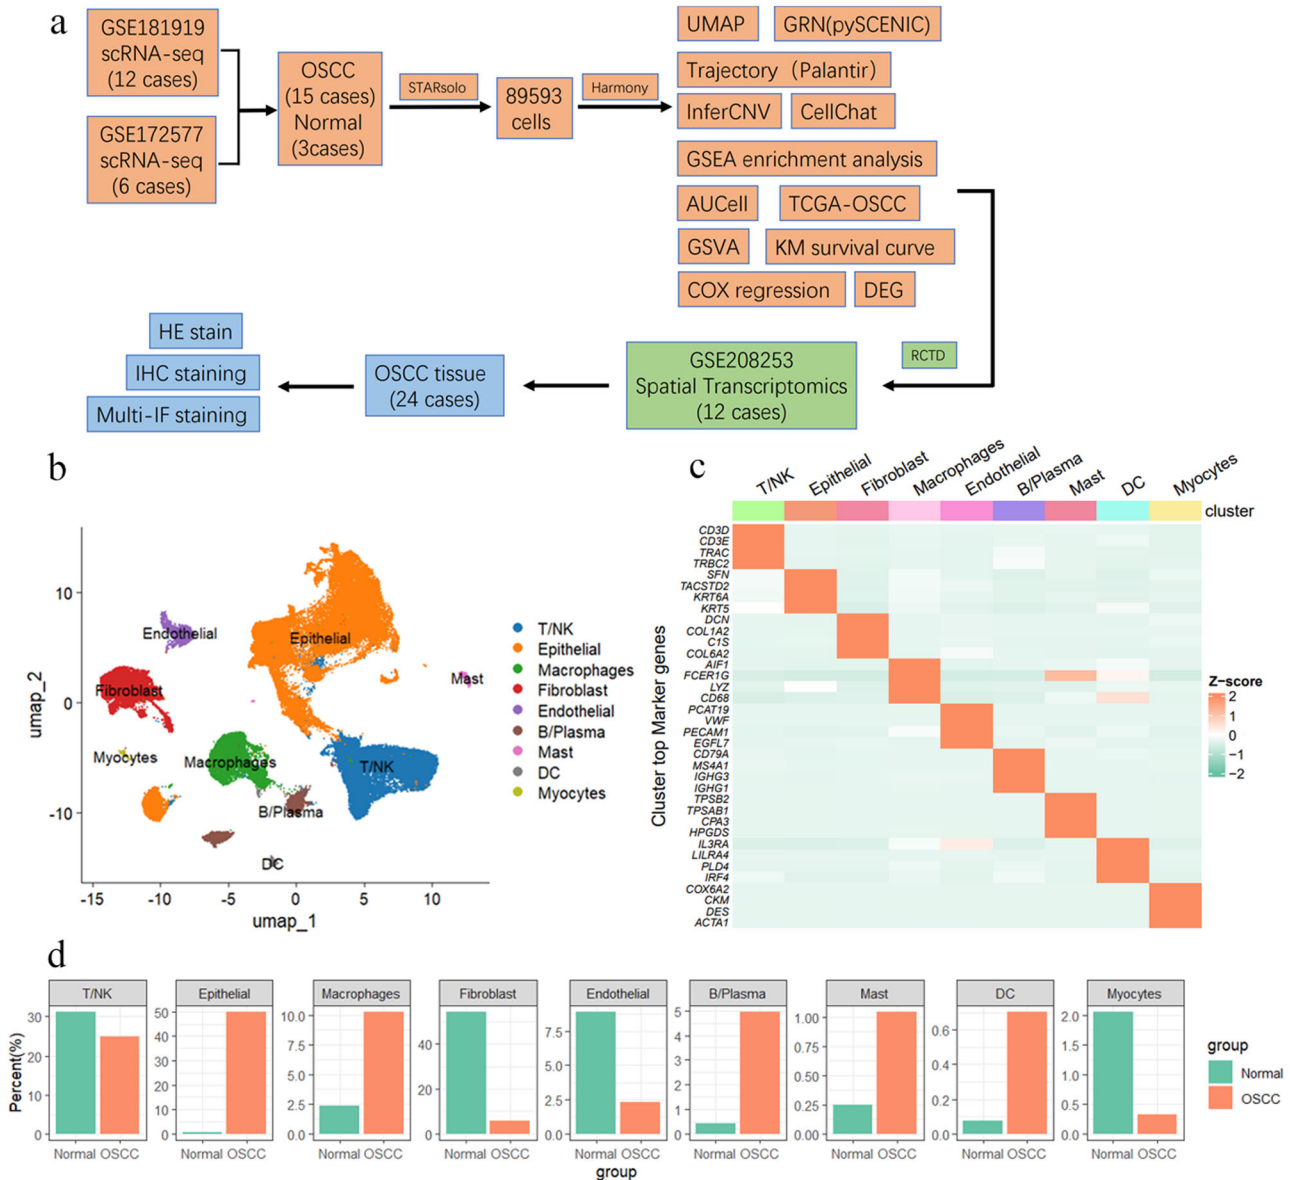 a
GSE181919
scRNA-seq
(12 cases)
GSE172577
scRNA-seq
(6 cases)
OSCC
(15 cases)
Normal
(3cases)
STARsolo
89593
cells
Harmony
UMAP
GRN(pySCENIC)
Trajectory（Palantir）
InferCNV
CellChat
GSEA enrichment analysis
AUCell
TCGA-OSCC
GSVA
KM survival curve
COX regression
DEG
RCTD
GSE208253
Spatial Transcriptomics
(12 cases)
OSCC tissue
(24 cases)
HE stain
IHC staining
Multi-IF staining
b
umap_2
10
0
-10
Endothelial
Epithelial
Fibroblast
Mast
Myocytes
Macrophages
T/NK
B/Plasma
DC
-15
-10
-5
0
5
10
umap_1
T/NK
Epithelial
Macrophages
Fibroblast
Endothelial
B/Plasma
Mast
DC
Myocytes
c
T/NK
Epithelial
Fibroblast
Macrophages
Endothelial
B/Plasma
Mast
DC
Myocytes
cluster
Cluster top Marker genes
CD3D
CD3E
TRAC
TRBC2
SFN
TACSTD2
KRT6A
KRT5
DCN
COL1A2
C1S
COL6A2
AIF1
FCER1G
LYZ
CD68
PCAT19
VWF
PECAM1
EGFL7
CD79A
MS4A1
IGHG3
IGHG1
TPSB2
TPSAB1
CPA3
HPGDS
IL3RA
LILRA4
PLD4
IRF4
COX6A2
CKM
DES
ACTA1
Z-score
2
1
0
−1
−2
d
Percent(%)
T/NK
30
20
10
0
Normal OSCC
Epithelial
50
40
30
20
10
0
Normal OSCC
Macrophages
10.0
7.5
5.0
2.5
0.0
Normal OSCC
Fibroblast
40
20
0
Normal OSCC
Endothelial
7.5
5.0
2.5
0.0
Normal OSCC
B/Plasma
5
4
3
2
1
0
Normal OSCC
Mast
1.00
0.75
0.50
0.25
0.00
Normal OSCC
DC
0.6
0.4
0.2
0.0
Normal OSCC
Myocytes
2.0
1.5
1.0
0.5
0.0
Normal OSCC
group
group
Normal
OSCC